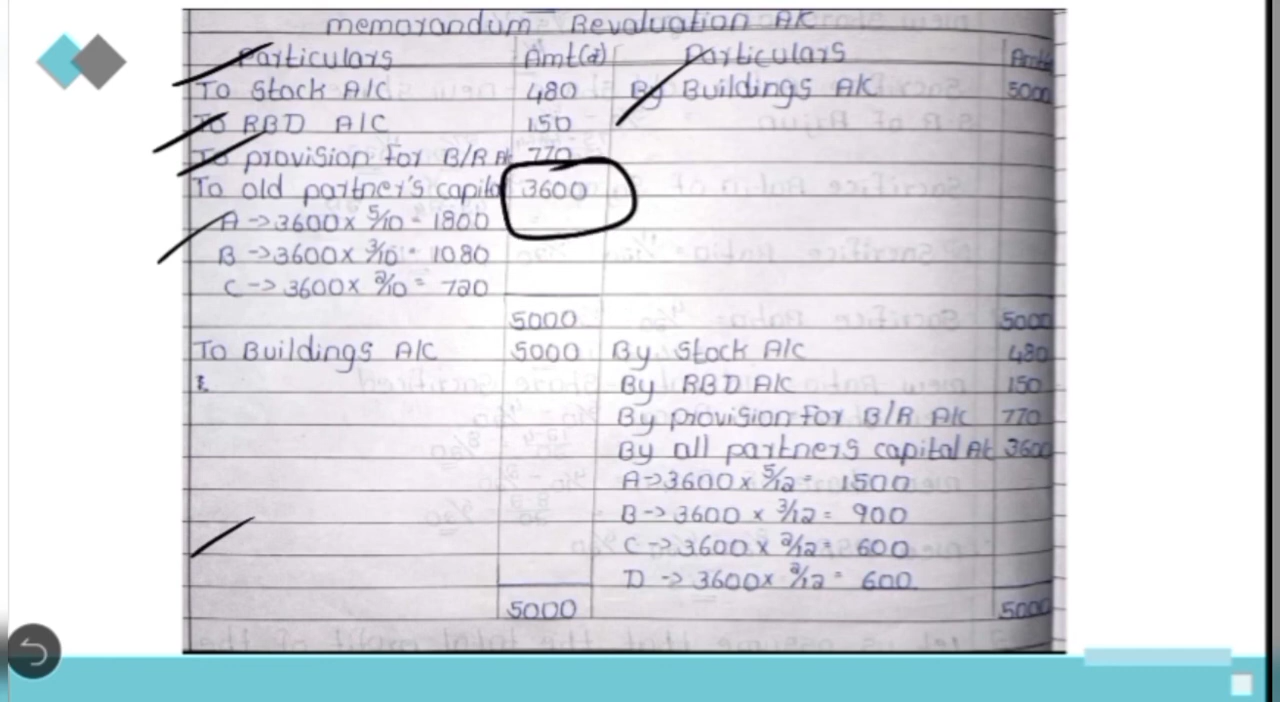 memorandum Revaluation A/c
Particulars Amt(₹) Particulars Amt
To Stock A/C 480 By Buildings A/c 5000
To RBD A/C 150
To provision for B/R A/c 770
To old partner's capital 3600
A -> 3600 x 5/10 = 1800
B -> 3600 x 3/10 = 1080
C -> 3600 x 2/10 = 720
5000 5000
To Buildings A/C 5000 By Stock A/C 480
By RBD A/C 150
By provision for B/R A/c 770
By all partners capital A/c 3600
A -> 3600 x 5/12 = 1500
B -> 3600 x 3/12 = 900
C -> 3600 x 2/12 = 600
D -> 3600 x 2/12 = 600
5000 5000